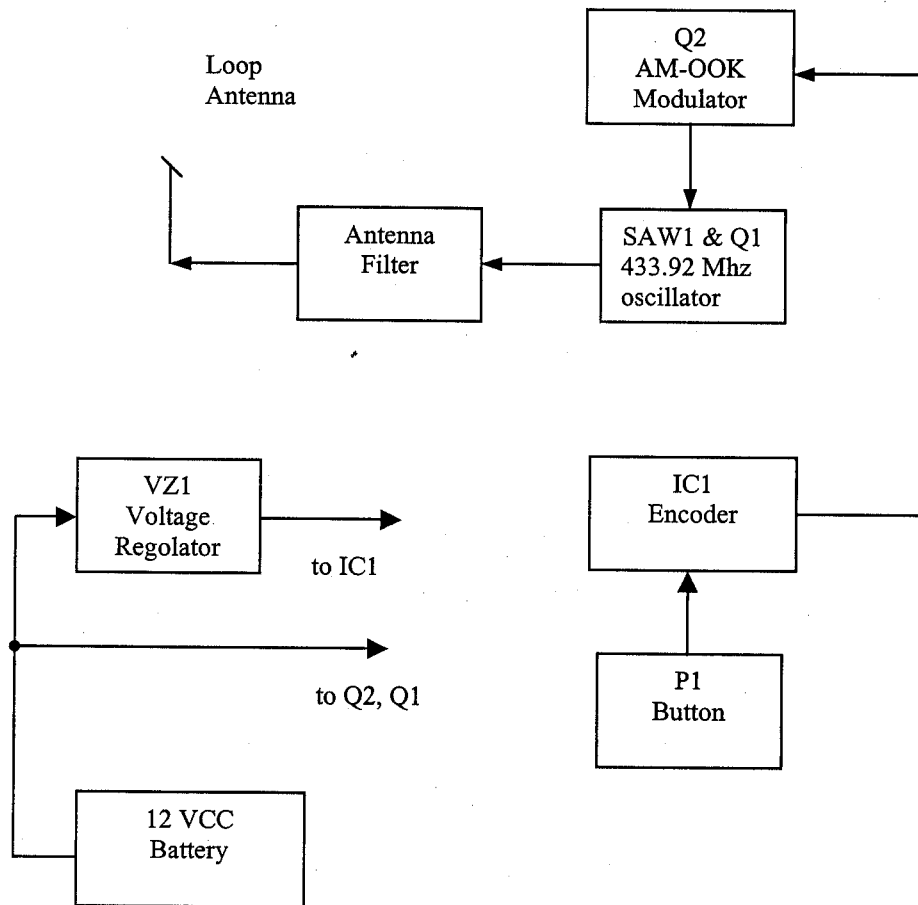 Loop
Antenna
Q2
AM-OOK
Modulator
Antenna
Filter
SAW1 & Q1
433.92 Mhz
oscillator
VZ1
Voltage
Regolator
to IC1
IC1
Encoder
to Q2, Q1
P1
Button
12 VCC
Battery